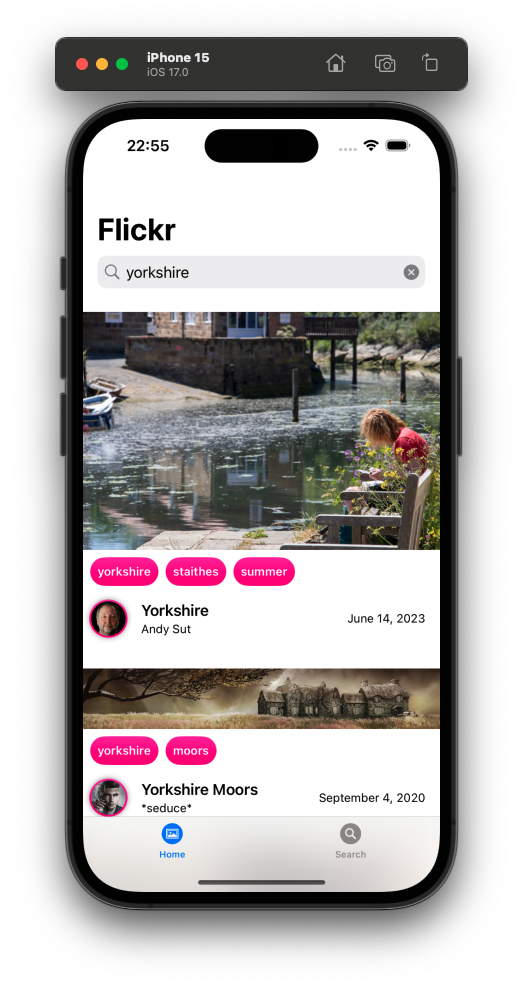 iPhone 15
iOS 17.0
22:55
Flickr
yorkshire
yorkshire staithes summer
Yorkshire
Andy Sut
June 14, 2023
yorkshire moors
Yorkshire Moors
*seduce*
September 4, 2020
Home Search